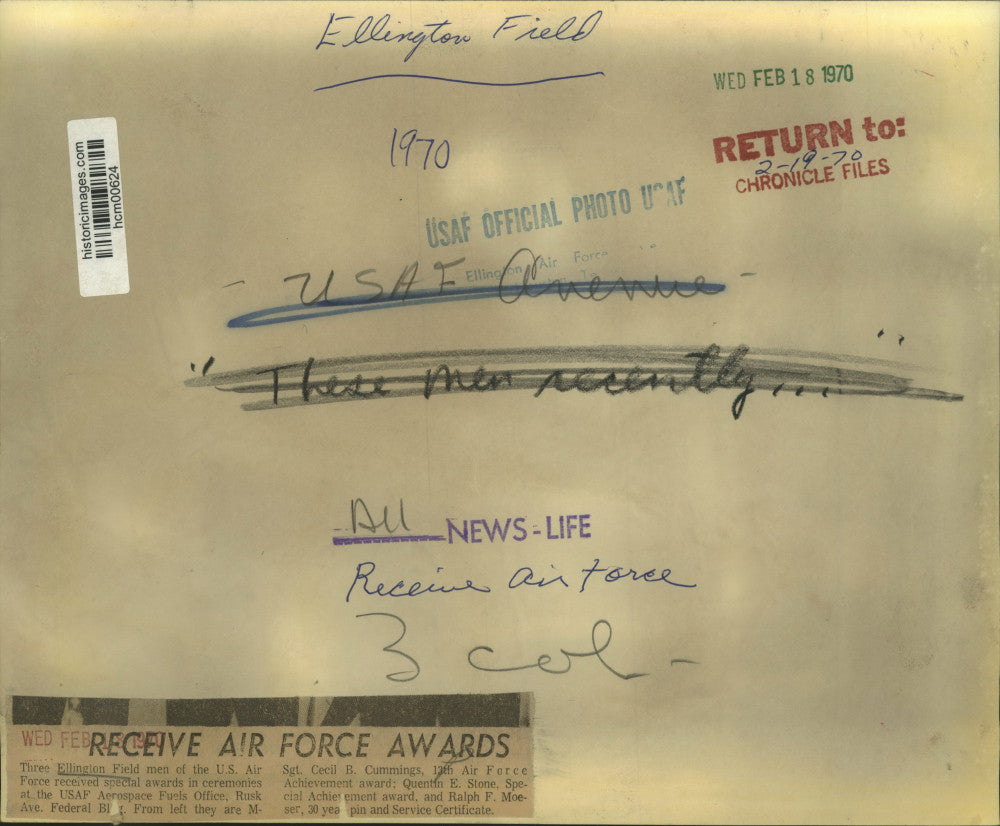 Ellington Field
WED FEB 18 1970
1970
RETURN to:
2-19-70
CHRONICLE FILES
historicimages.com
hcm00624
USAF OFFICIAL PHOTO USAF
Ellington Air Force
- USAF Avenue -
"These men recently..."
All NEWS-LIFE
Receive Air Force
3 col -
WED FEB 1970
RECEIVE AIR FORCE AWARDS
Three Ellington Field men of the U.S. Air
Force received special awards in ceremonies
at the USAF Aerospace Fuels Office, Rusk
Ave. Federal Bldg. From left they are M-
Sgt. Cecil B. Cummings, 13th Air Force
Achievement award; Quentin E. Stone, Spe-
cial Achievement award, and Ralph F. Moe-
ser, 30 year pin and Service Certificate.